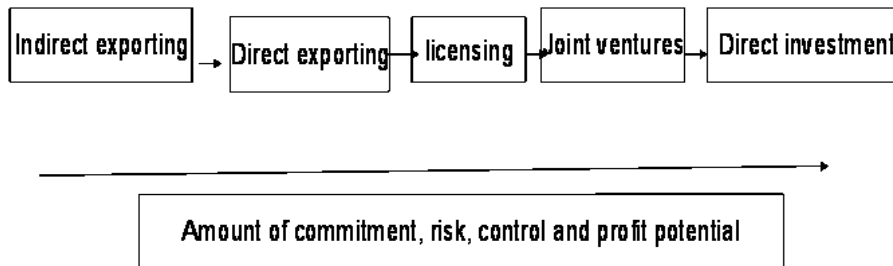 Indirect exporting
Direct exporting
licensing
Joint ventures
Direct investment
Amount of commitment, risk, control and profit potential